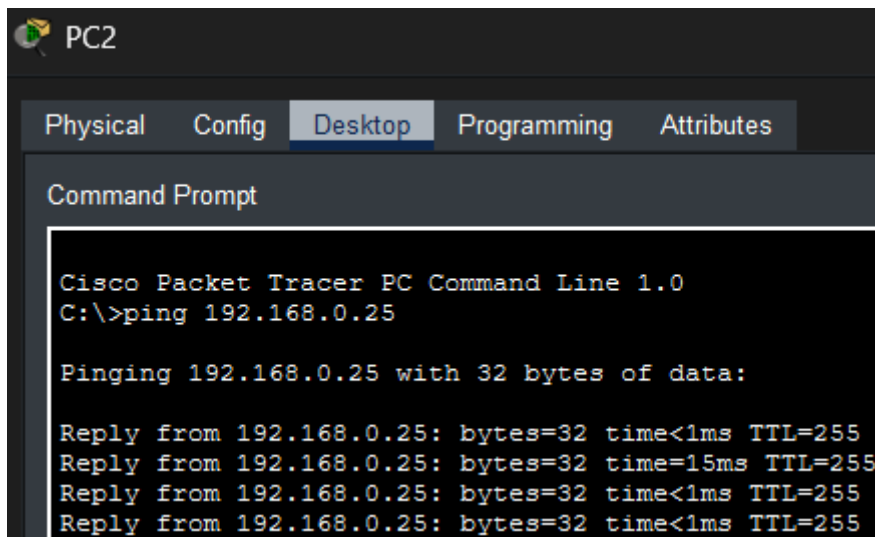 PC2
Physical Config Desktop Programming Attributes
Command Prompt
Cisco Packet Tracer PC Command Line 1.0
C:\>ping 192.168.0.25
Pinging 192.168.0.25 with 32 bytes of data:
Reply from 192.168.0.25: bytes=32 time<1ms TTL=255
Reply from 192.168.0.25: bytes=32 time=15ms TTL=255
Reply from 192.168.0.25: bytes=32 time<1ms TTL=255
Reply from 192.168.0.25: bytes=32 time<1ms TTL=255